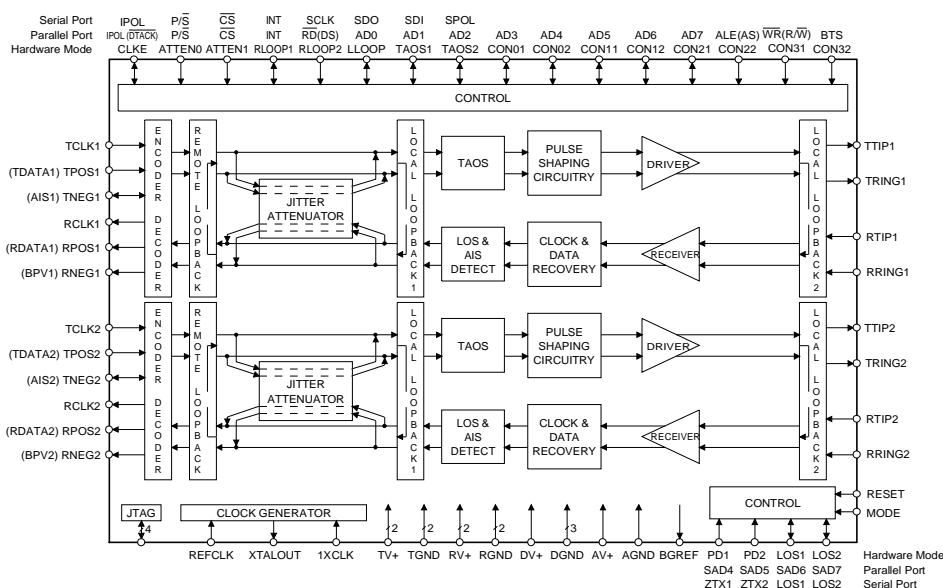 Serial Port IPOL P/S CS INT SCLK SDO SDI SPOL
Parallel Port IPOL (DTACK) P/S CS INT RD(DS) AD0 AD1 AD2 AD3 AD4 AD5 AD6 AD7 ALE(AS) WR(R/W) BTS
Hardware Mode CLKE ATTEN0 ATTEN1 RLOOP1 RLOOP2 LLOOP TAOS1 TAOS2 CON01 CON02 CON11 CON12 CON21 CON22 CON31 CON32
CONTROL
TCLK1
(TDATA1) TPOS1
(AIS1) TNEG1
RCLK1
(RDATA1) RPOS1
(BPV1) RNEG1
ENCODER DECODER
REMOTE LOOPBACK
JITTER
ATTENUATOR
LOCAL LOOPBACK1
TAOS
PULSE
SHAPING
CIRCUITRY
DRIVER
LOS &
AIS
DETECT
CLOCK &
DATA
RECOVERY
RECEIVER
LOCAL LOOPBACK2
TTIP1
TRING1
RTIP1
RRING1
TCLK2
(TDATA2) TPOS2
(AIS2) TNEG2
RCLK2
(RDATA2) RPOS2
(BPV2) RNEG2
ENCODER DECODER
REMOTE LOOPBACK
JITTER
ATTENUATOR
LOCAL LOOPBACK1
TAOS
PULSE
SHAPING
CIRCUITRY
DRIVER
LOS &
AIS
DETECT
CLOCK &
DATA
RECOVERY
RECEIVER
LOCAL LOOPBACK2
TTIP2
TRING2
RTIP2
RRING2
JTAG
4
CLOCK GENERATOR
2 2 2 2 3
CONTROL
RESET
MODE
REFCLK XTALOUT 1XCLK TV+ TGND RV+ RGND DV+ DGND AV+ AGND BGREF PD1 PD2 LOS1 LOS2 Hardware Mode
SAD4 SAD5 SAD6 SAD7 Parallel Port
ZTX1 ZTX2 LOS1 LOS2 Serial Port